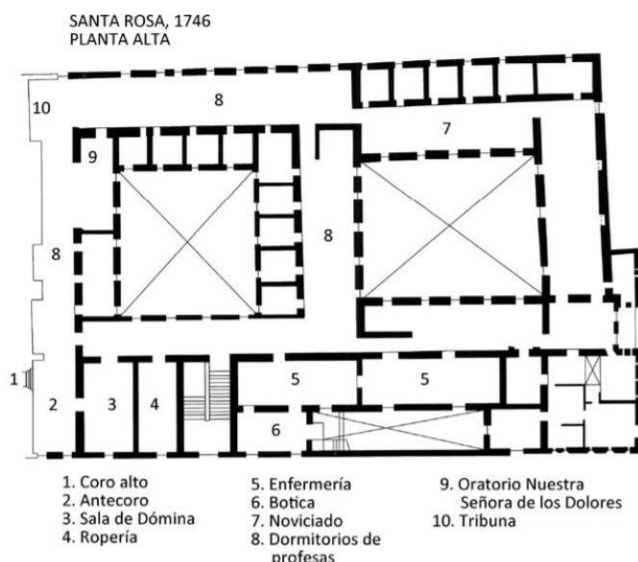 SANTA ROSA, 1746
PLANTA ALTA
10
8
7
9
8
8
1
2
3
4
5
5
6
1. Coro alto
2. Antecoro
3. Sala de Dómina
4. Ropería
5. Enfermería
6. Botica
7. Noviciado
8. Dormitorios de
profesas
9. Oratorio Nuestra
Señora de los Dolores
10. Tribuna